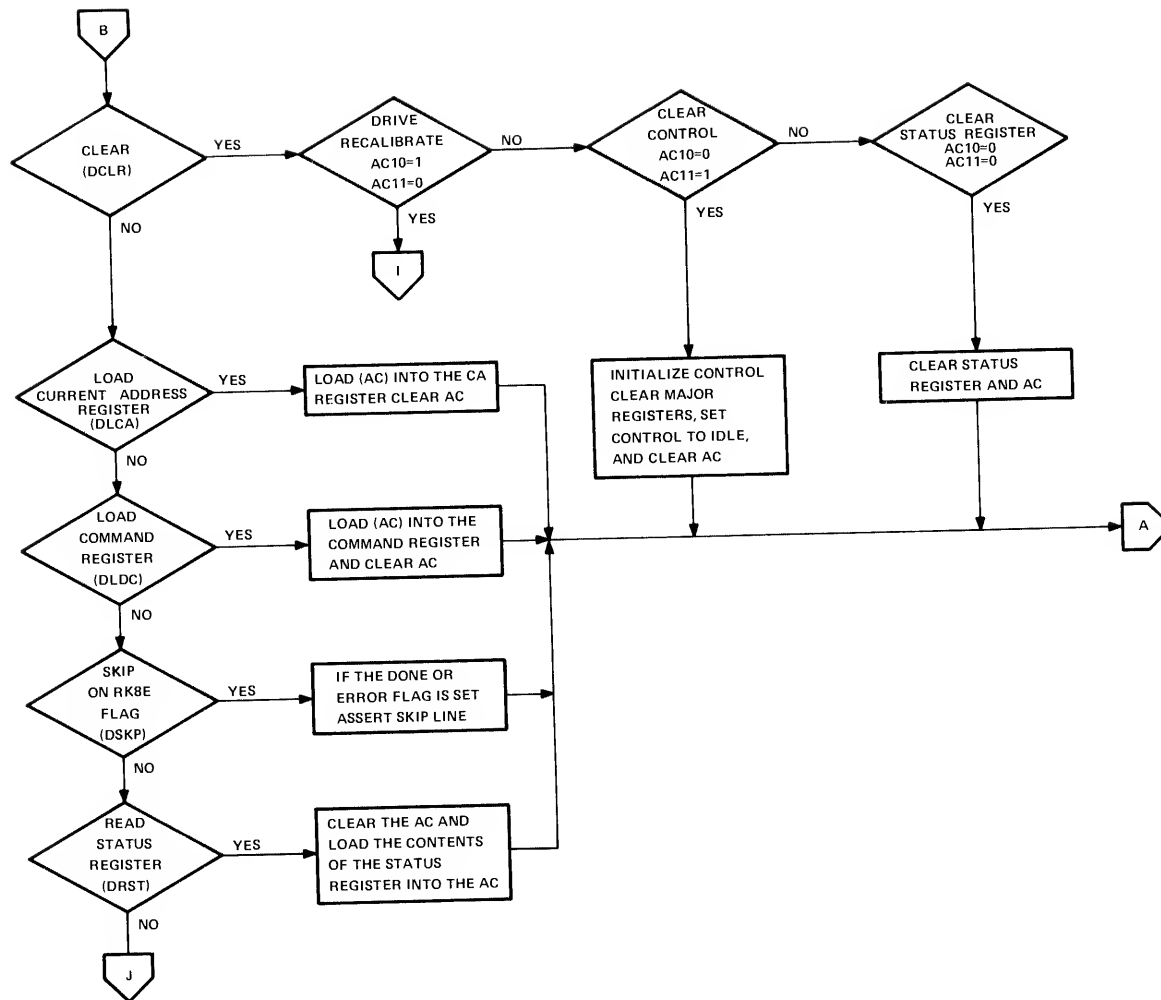 B
CLEAR
(DCLR)
YES
NO
DRIVE
RECALIBRATE
AC10=1
AC11=0
NO
YES
I
CLEAR
CONTROL
AC10=0
AC11=1
NO
YES
CLEAR
STATUS REGISTER
AC10=0
AC11=0
YES
LOAD
CURRENT ADDRESS
REGISTER
(DLCA)
YES
NO
LOAD (AC) INTO THE CA
REGISTER CLEAR AC
INITIALIZE CONTROL
CLEAR MAJOR
REGISTERS, SET
CONTROL TO IDLE,
AND CLEAR AC
CLEAR STATUS
REGISTER AND AC
LOAD
COMMAND
REGISTER
(DLDC)
YES
NO
LOAD (AC) INTO THE
COMMAND REGISTER
AND CLEAR AC
A
SKIP
ON RK8E
FLAG
(DSKP)
YES
NO
IF THE DONE OR
ERROR FLAG IS SET
ASSERT SKIP LINE
READ
STATUS
REGISTER
(DRST)
YES
NO
CLEAR THE AC AND
LOAD THE CONTENTS
OF THE STATUS
REGISTER INTO THE AC
J